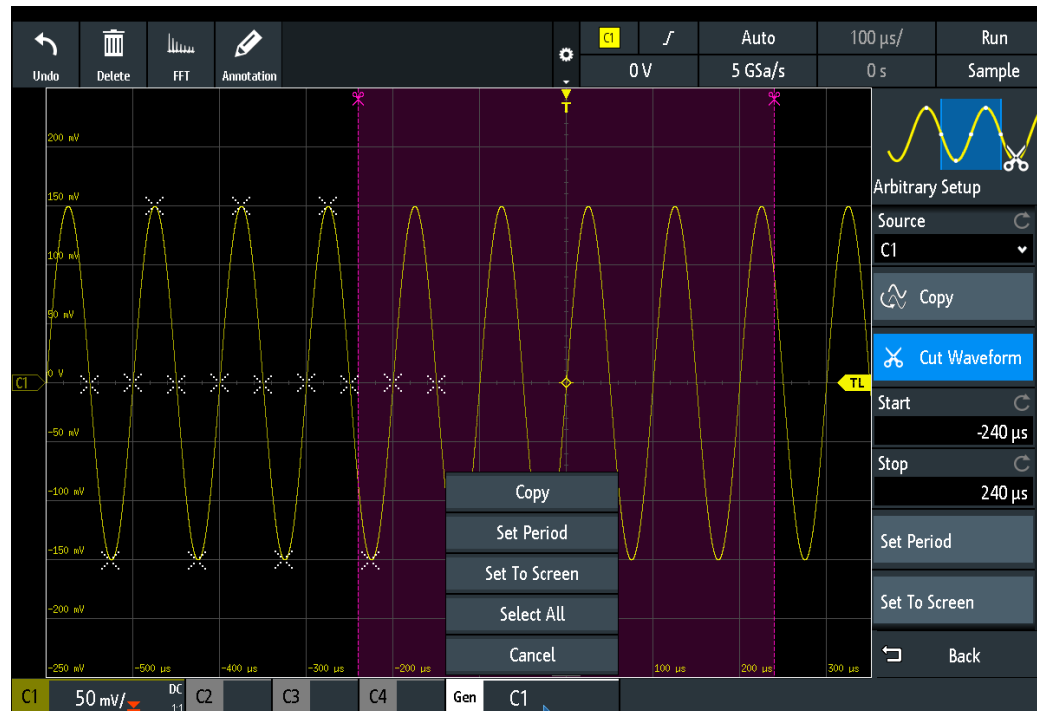 Undo Delete FFT Annotation
C1 Auto 100 µs/ Run
0 V 5 GSa/s 0 s Sample
T
200 mV
150 mV
100 mV
50 mV
0 V
-50 mV
-100 mV
-150 mV
-200 mV
-250 mV -500 µs -400 µs -300 µs -200 µs 100 µs 200 µs 300 µs
C1
TL
Copy
Set Period
Set To Screen
Select All
Cancel
Arbitrary Setup
Source
C1
Copy
Cut Waveform
Start
-240 µs
Stop
240 µs
Set Period
Set To Screen
Back
C1 50 mV/ DC 1:1 C2 C3 C4 Gen C1